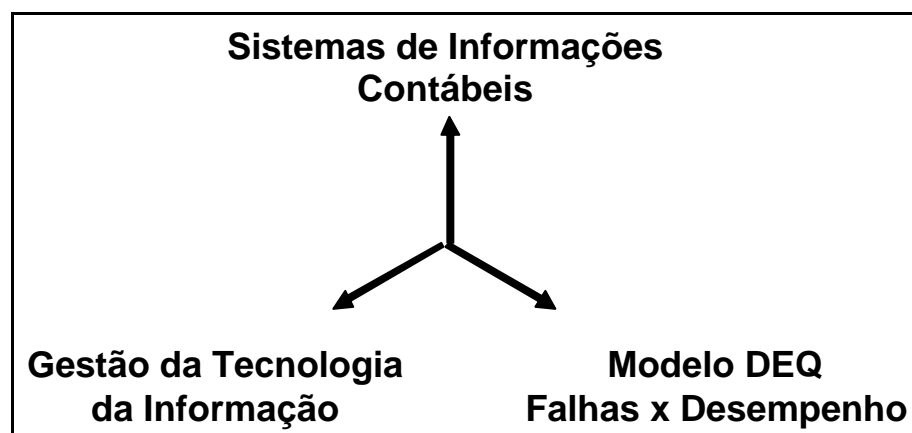 Sistemas de Informações
Contábeis
Gestão da Tecnologia
da Informação
Modelo DEQ
Falhas x Desempenho